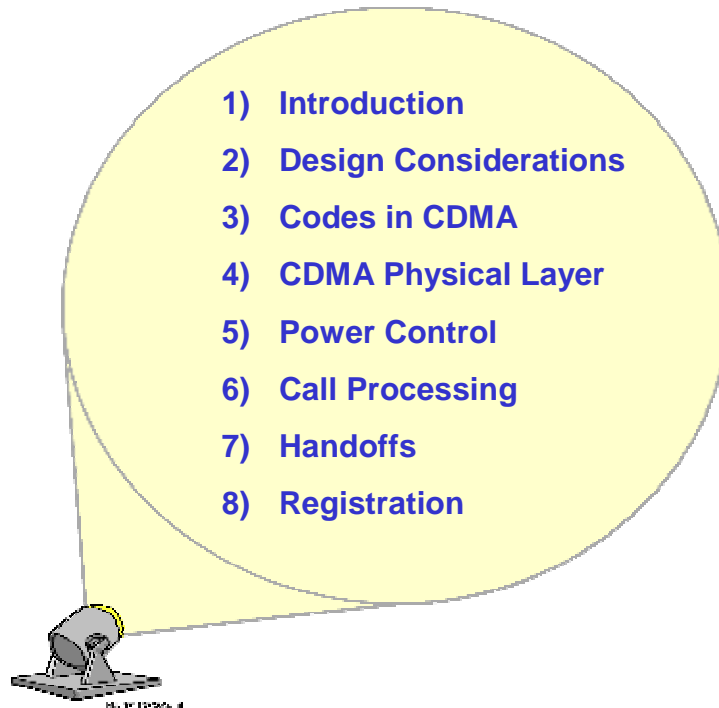 1) Introduction
2) Design Considerations
3) Codes in CDMA
4) CDMA Physical Layer
5) Power Control
6) Call Processing
7) Handoffs
8) Registration